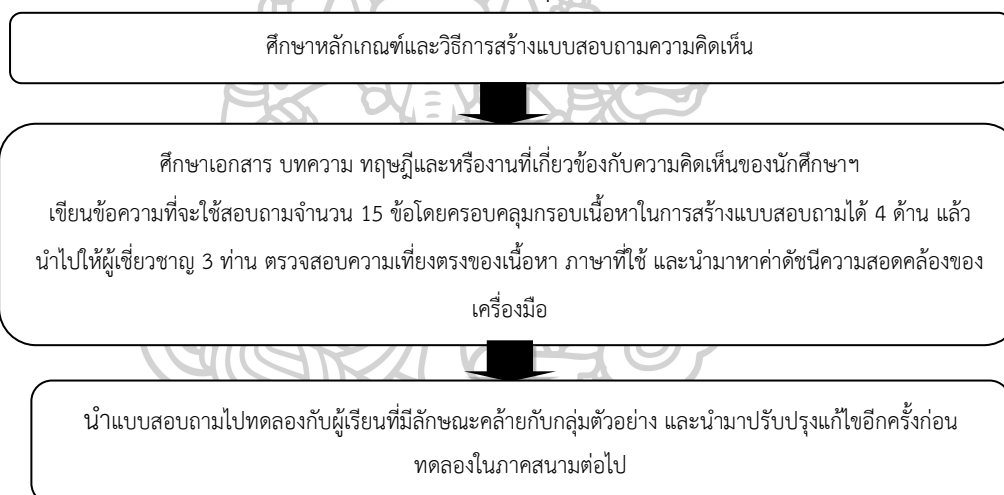 ศึกษาหลักเกณฑ์และวิธีการสร้างแบบสอบถามความคิดเห็น
ศึกษาเอกสาร บทความ ทฤษฎีและหรืองานที่เกี่ยวข้องกับความคิดเห็นของนักศึกษาฯ
เขียนข้อความที่จะใช้สอบถามจำนวน 15 ข้อโดยครอบคลุมกรอบเนื้อหาในการสร้างแบบสอบถามได้ 4 ด้าน แล้ว
นำไปให้ผู้เชี่ยวชาญ 3 ท่าน ตรวจสอบความเที่ยงตรงของเนื้อหา ภาษาที่ใช้ และนำมาหาค่าดัชนีความสอดคล้องของ
เครื่องมือ
นำแบบสอบถามไปทดลองกับผู้เรียนที่มีลักษณะคล้ายกับกลุ่มตัวอย่าง และนำมาปรับปรุงแก้ไขอีกครั้งก่อน
ทดลองในภาคสนามต่อไป